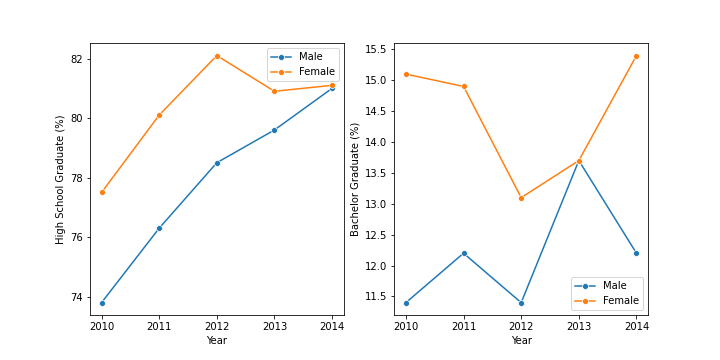 High School Graduate (%)
82
80
78
76
74
2010 2011 2012 2013 2014
Year
Male
Female
Bachelor Graduate (%)
15.5
15.0
14.5
14.0
13.5
13.0
12.5
12.0
11.5
2010 2011 2012 2013 2014
Year
Male
Female